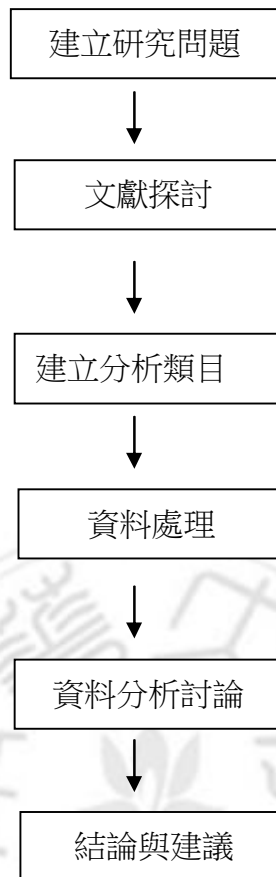 建立研究問題
文獻探討
建立分析類目
資料處理
資料分析討論
結論與建議